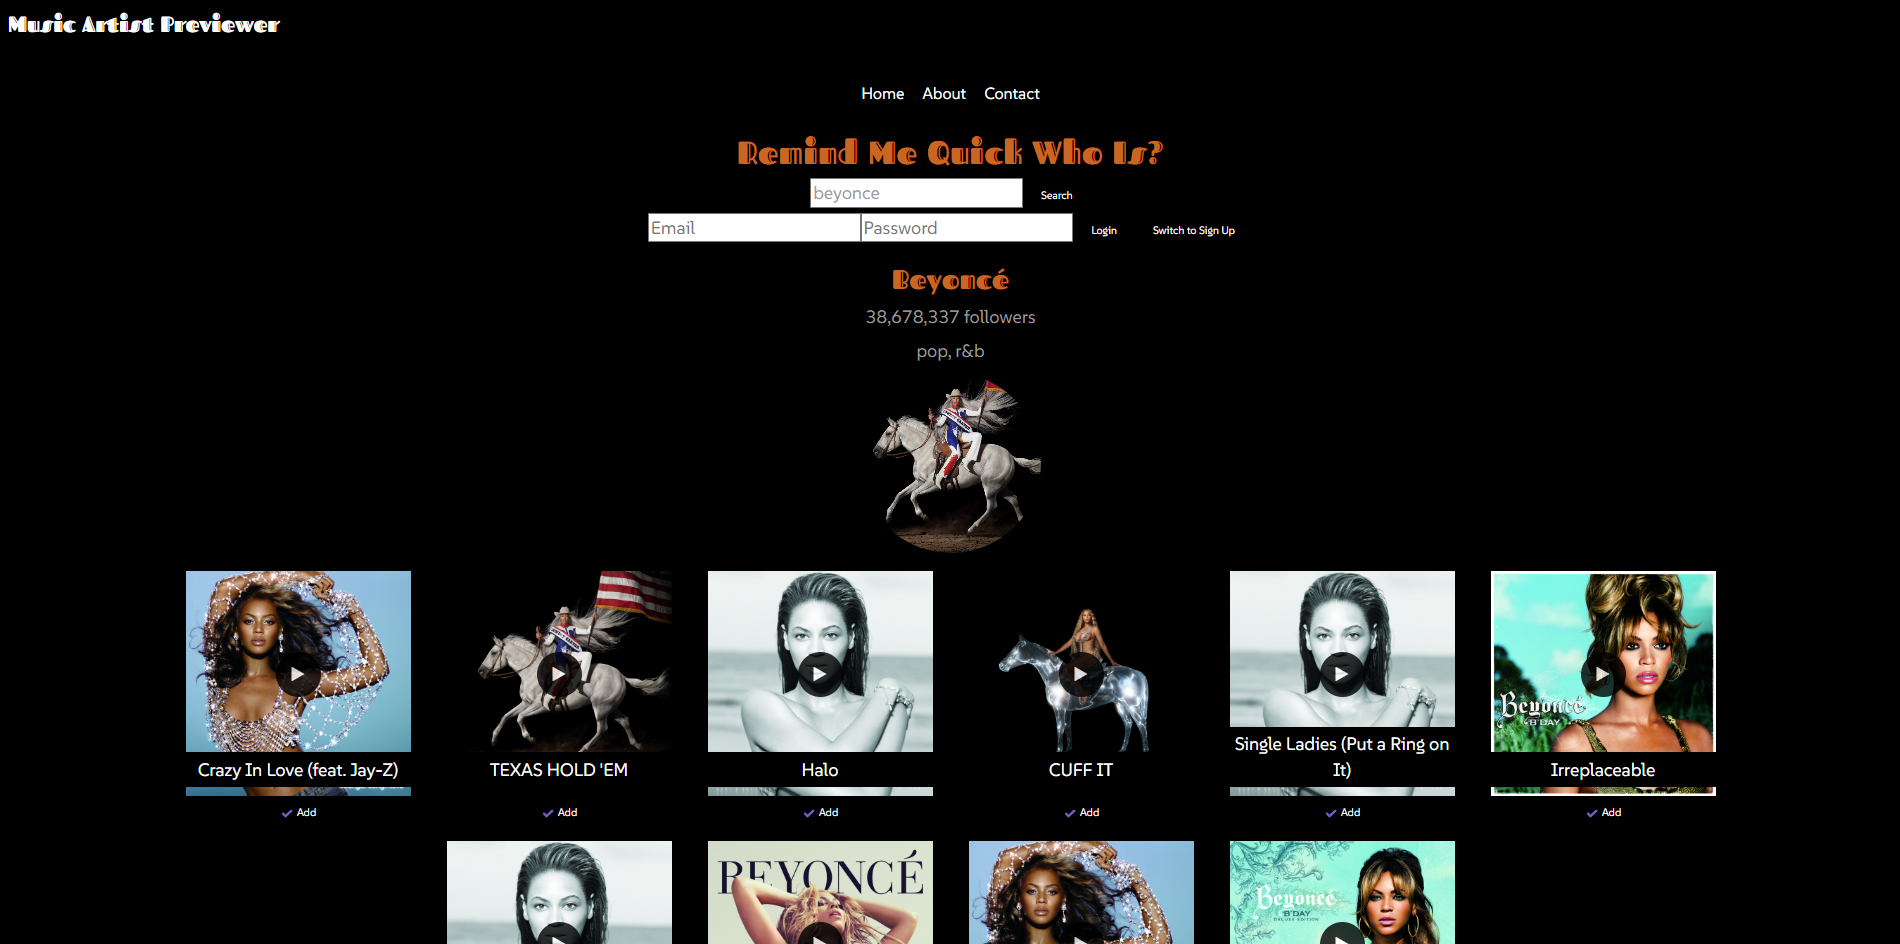 Music Artist Previewer
Home About Contact
Remind Me Quick Who Is?
beyonce Search
Email Password Login Switch to Sign Up
Beyoncé
38,678,337 followers
pop, r&b
Beyoncé
B'DAY
Crazy In Love (feat. Jay-Z) TEXAS HOLD 'EM Halo CUFF IT Single Ladies (Put a Ring on It) Irreplaceable
Add Add Add Add Add Add
BEYONCÉ
Beyoncé
B'DAY
DELUXE EDITION